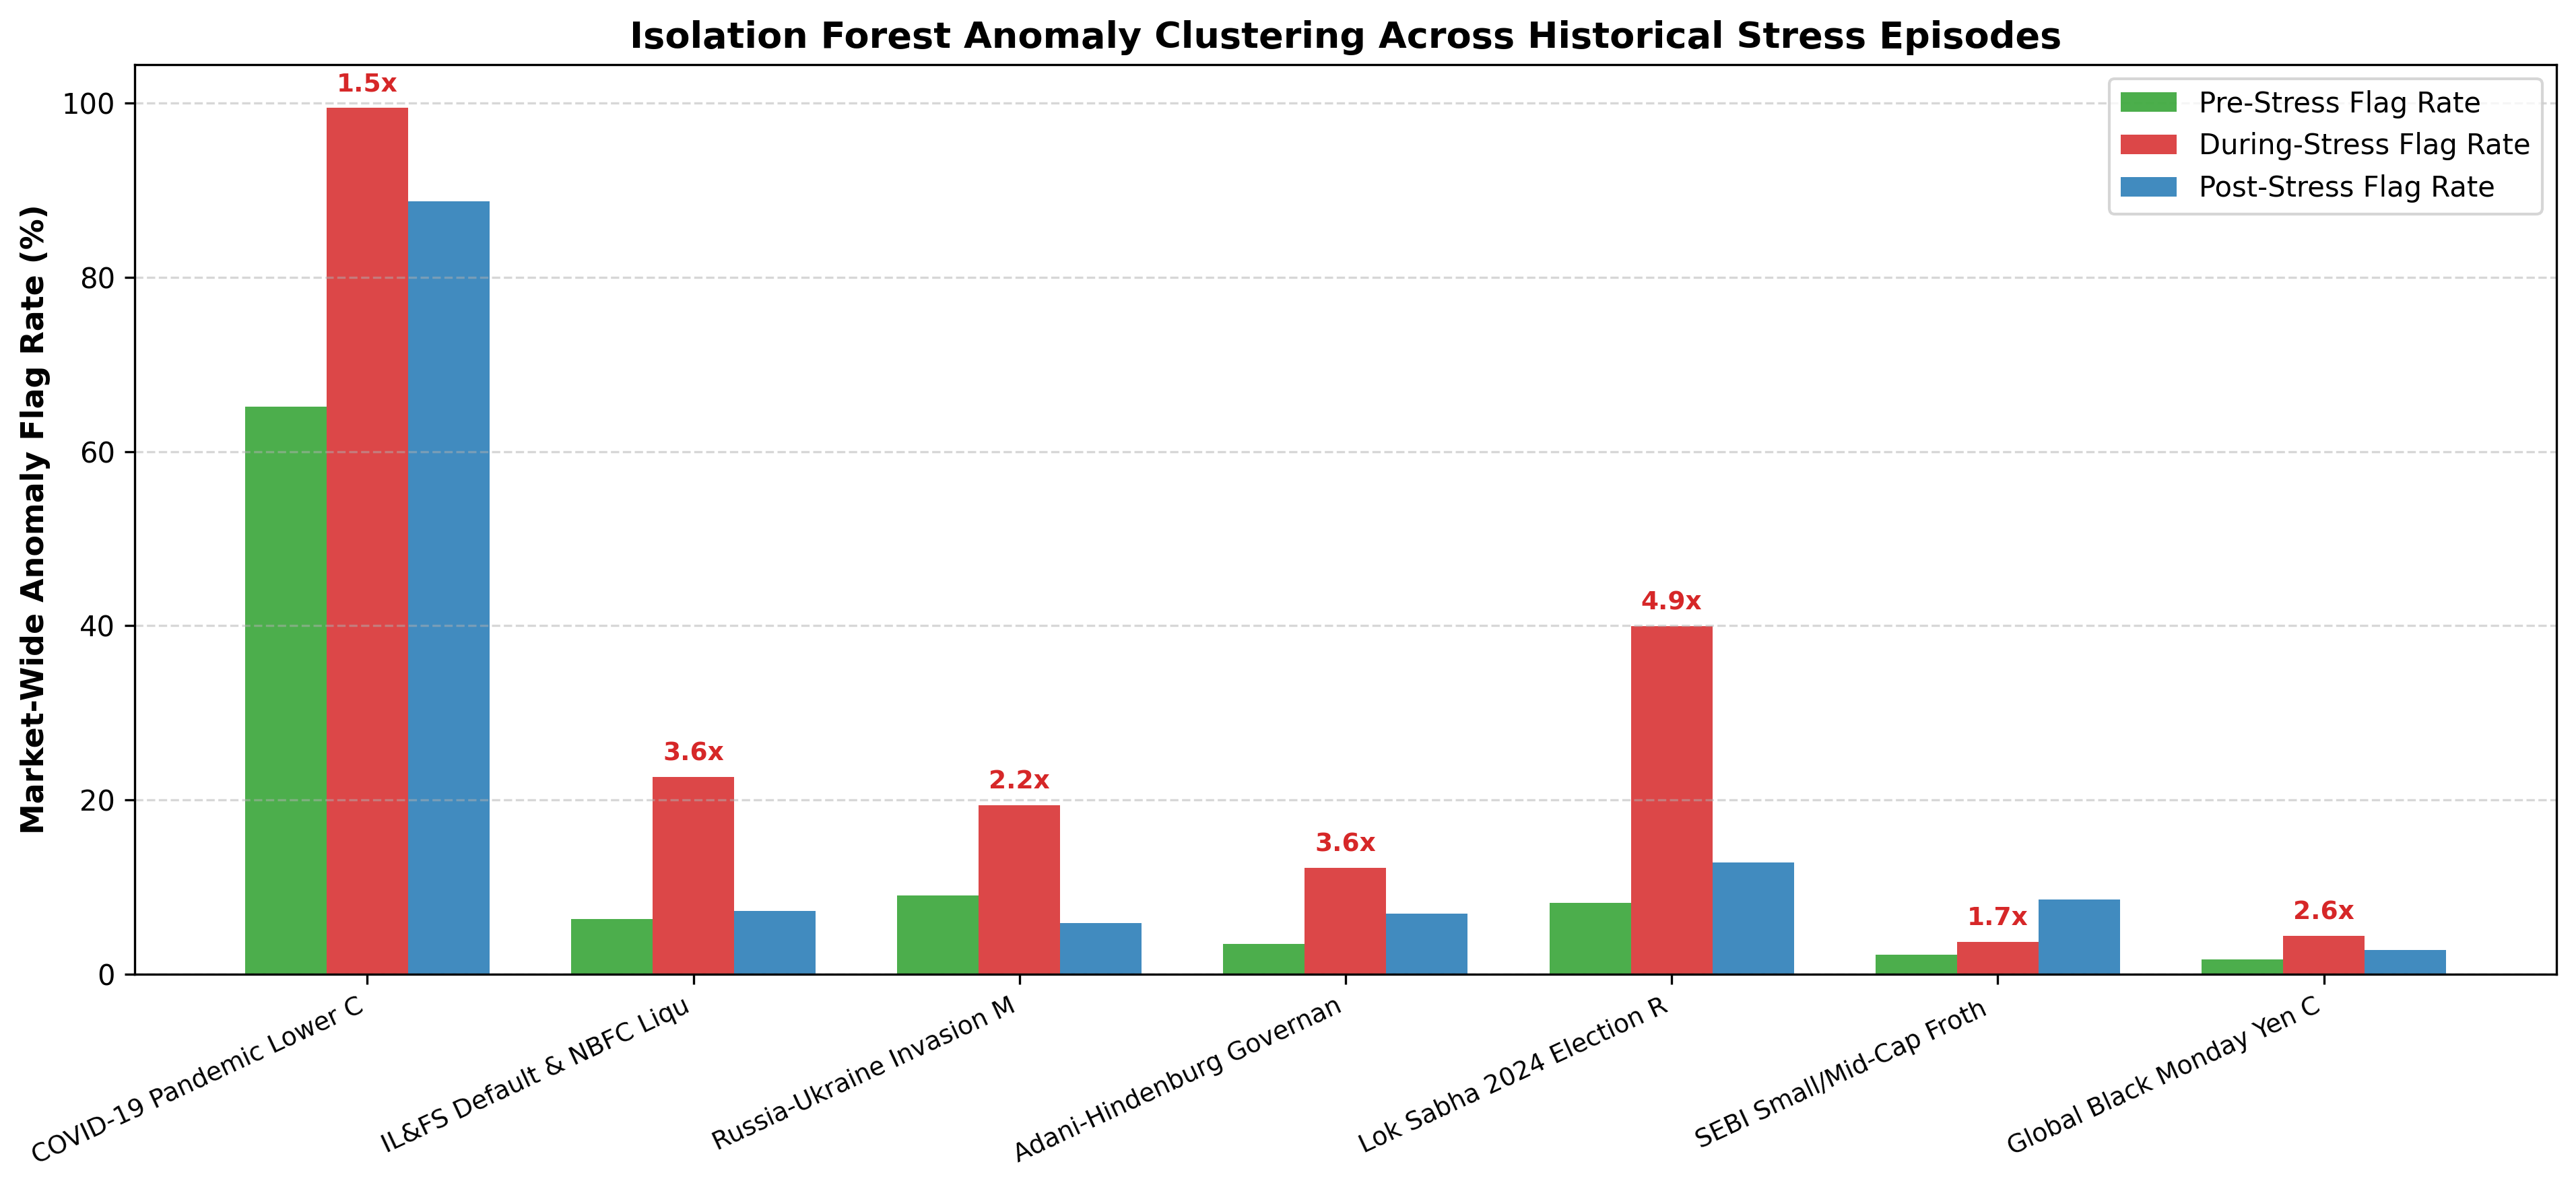 Isolation Forest Anomaly Clustering Across Historical Stress Episodes
Market-Wide Anomaly Flag Rate (%)
100
80
60
40
20
0
1.5x
3.6x
2.2x
3.6x
4.9x
1.7x
2.6x
Pre-Stress Flag Rate
During-Stress Flag Rate
Post-Stress Flag Rate
COVID-19 Pandemic Lower C
IL&FS Default & NBFC Liqu
Russia-Ukraine Invasion M
Adani-Hindenburg Governan
Lok Sabha 2024 Election R
SEBI Small/Mid-Cap Froth
Global Black Monday Yen C